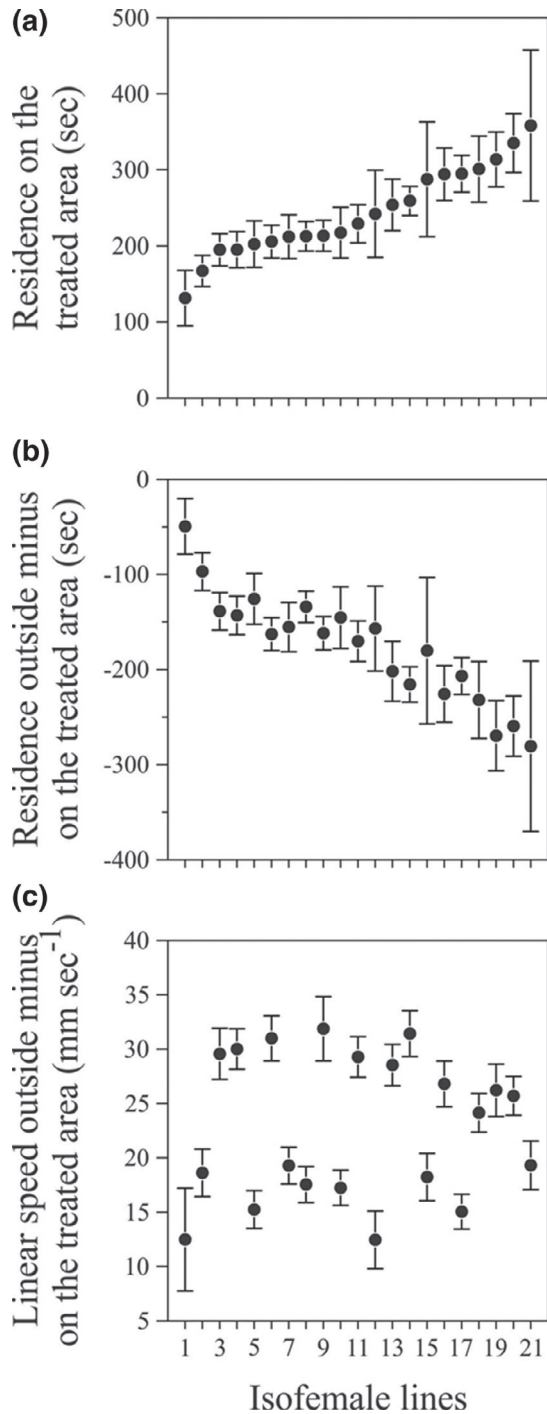 (a)
Residence on the
treated area (sec)
500
400
300
200
100
0
(b)
Residence outside minus
on the treated area (sec)
0
-100
-200
-300
-400
(c)
Linear speed outside minus
on the treated area (mm sec⁻¹)
40
35
30
25
20
15
10
5
1 3 5 7 9 11 13 15 17 19 21
Isofemale lines